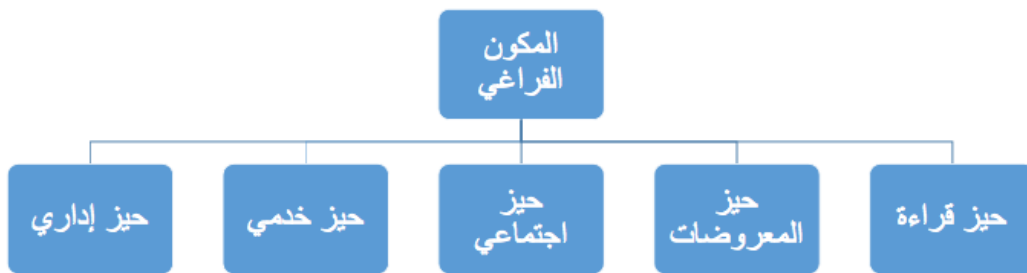 المكون
الفراغي
حيز قراءة
حيز
المعروضات
حيز
اجتماعي
حيز خدمي
حيز إداري